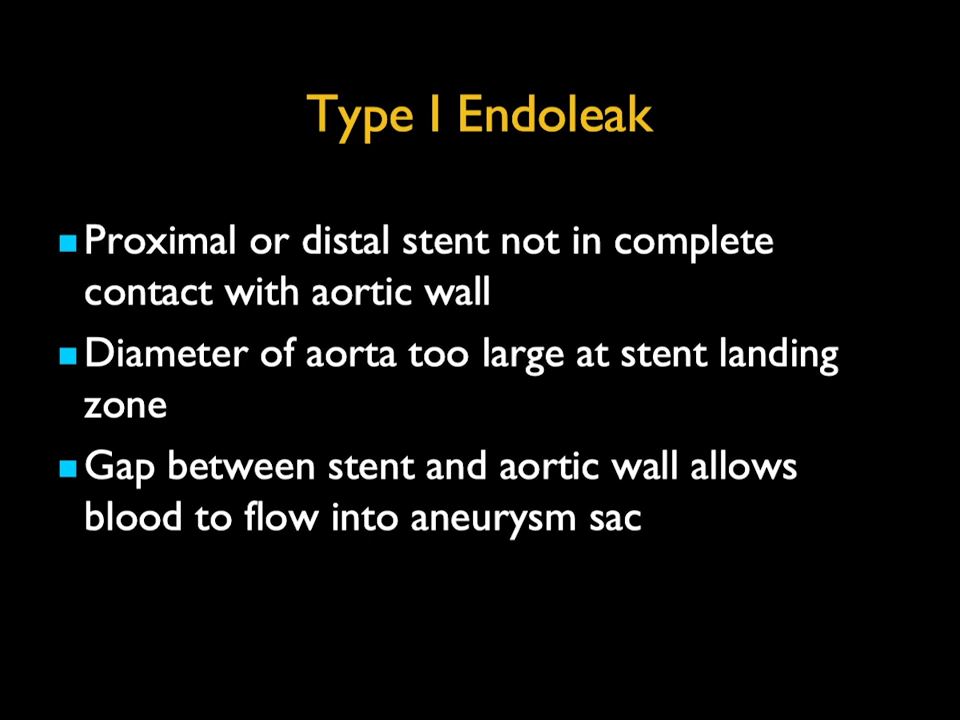 Type I Endoleak
Proximal or distal stent not in complete
contact with aortic wall
Diameter of aorta too large at stent landing
zone
Gap between stent and aortic wall allows
blood to flow into aneurysm sac